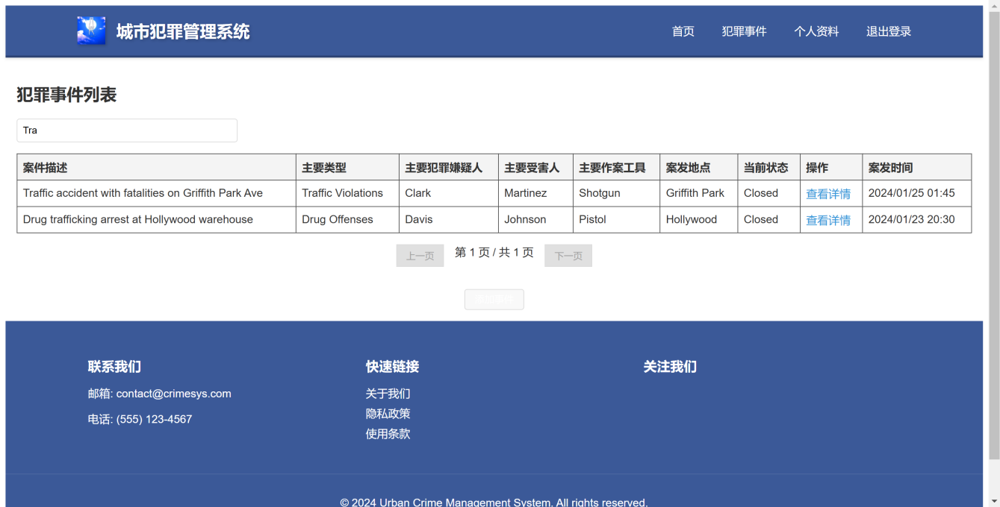 城市犯罪管理系统
首页 犯罪事件 个人资料 退出登录
犯罪事件列表
Tra
案件描述 主要类型 主要犯罪嫌疑人 主要受害人 主要作案工具 案发地点 当前状态 操作 案发时间
Traffic accident with fatalities on Griffith Park Ave Traffic Violations Clark Martinez Shotgun Griffith Park Closed 查看详情 2024/01/25 01:45
Drug trafficking arrest at Hollywood warehouse Drug Offenses Davis Johnson Pistol Hollywood Closed 查看详情 2024/01/23 20:30
上一页 第 1 页 / 共 1 页 下一页
联系我们 快速链接 关注我们
邮箱: contact@crimesys.com 关于我们
电话: (555) 123-4567 隐私政策
使用条款
© 2024 Urban Crime Management System. All rights reserved.